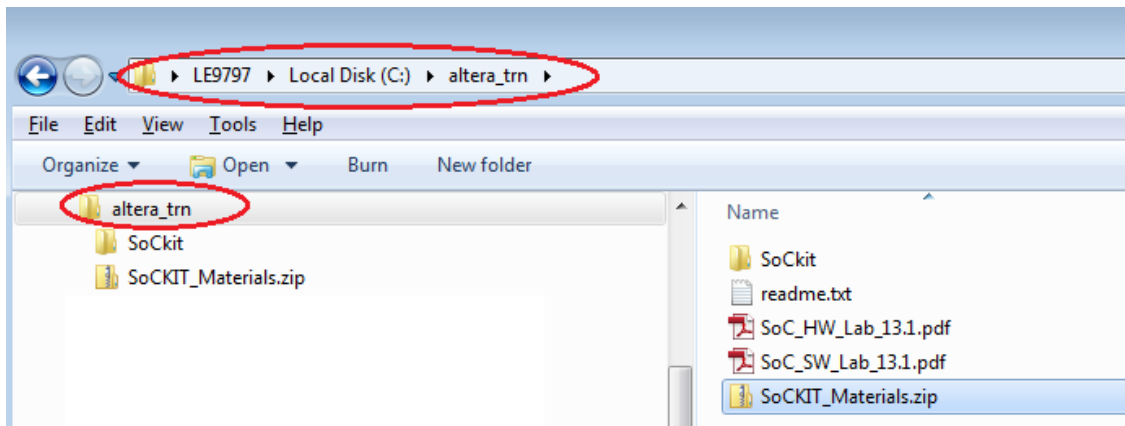 LE9797 Local Disk (C:) altera_trn
File Edit View Tools Help
Organize Open Burn New folder
altera_trn
SoCkit
SoCKIT_Materials.zip
Name
SoCkit
readme.txt
SoC_HW_Lab_13.1.pdf
SoC_SW_Lab_13.1.pdf
SoCKIT_Materials.zip